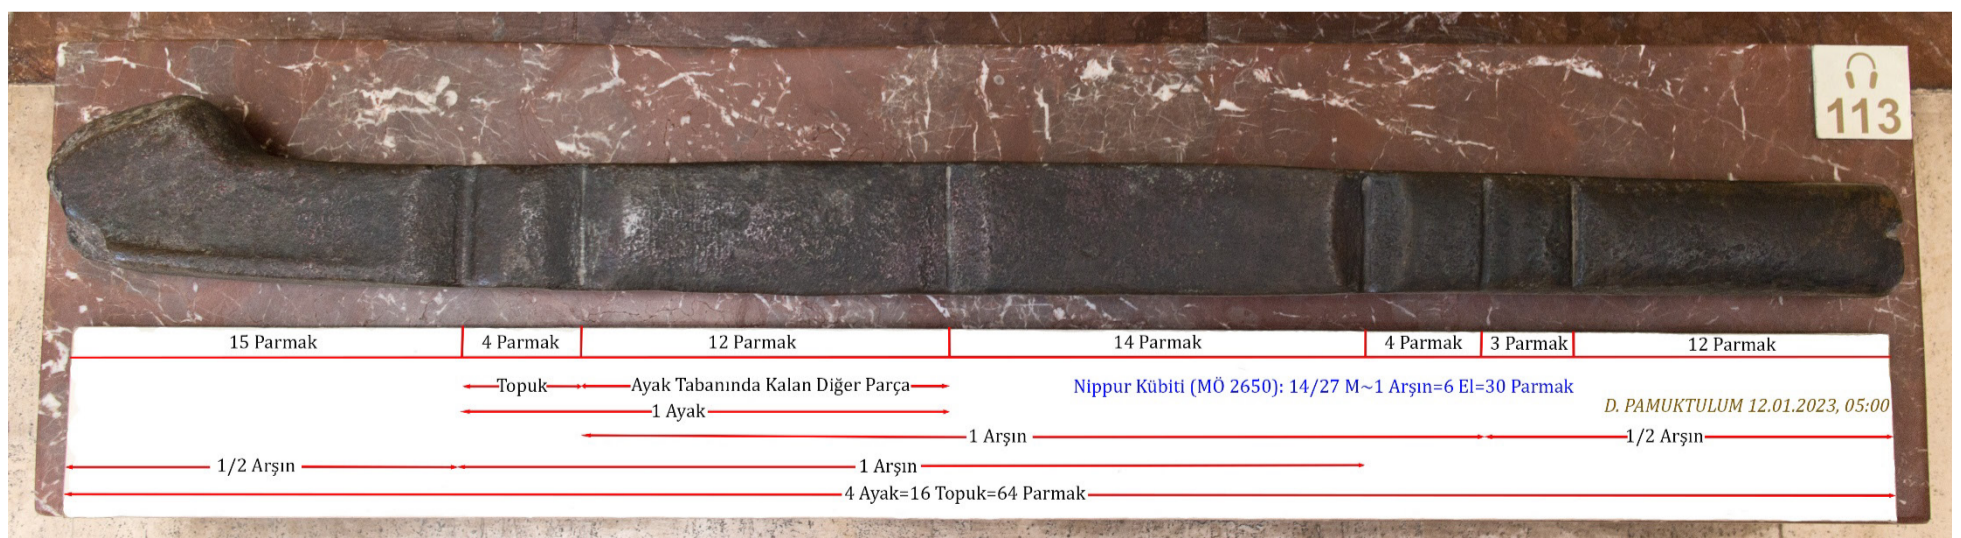 113
15 Parmak 4 Parmak 12 Parmak 14 Parmak 4 Parmak 3 Parmak 12 Parmak
Topuk Ayak Tabanında Kalan Diğer Parça Nippur Kübiti (MÖ 2650): 14/27 M~1 Arşın=6 El=30 Parmak
1 Ayak D. PAMUKTULUM 12.01.2023, 05:00
1 Arşın 1/2 Arşın
1/2 Arşın 1 Arşın
4 Ayak=16 Topuk=64 Parmak